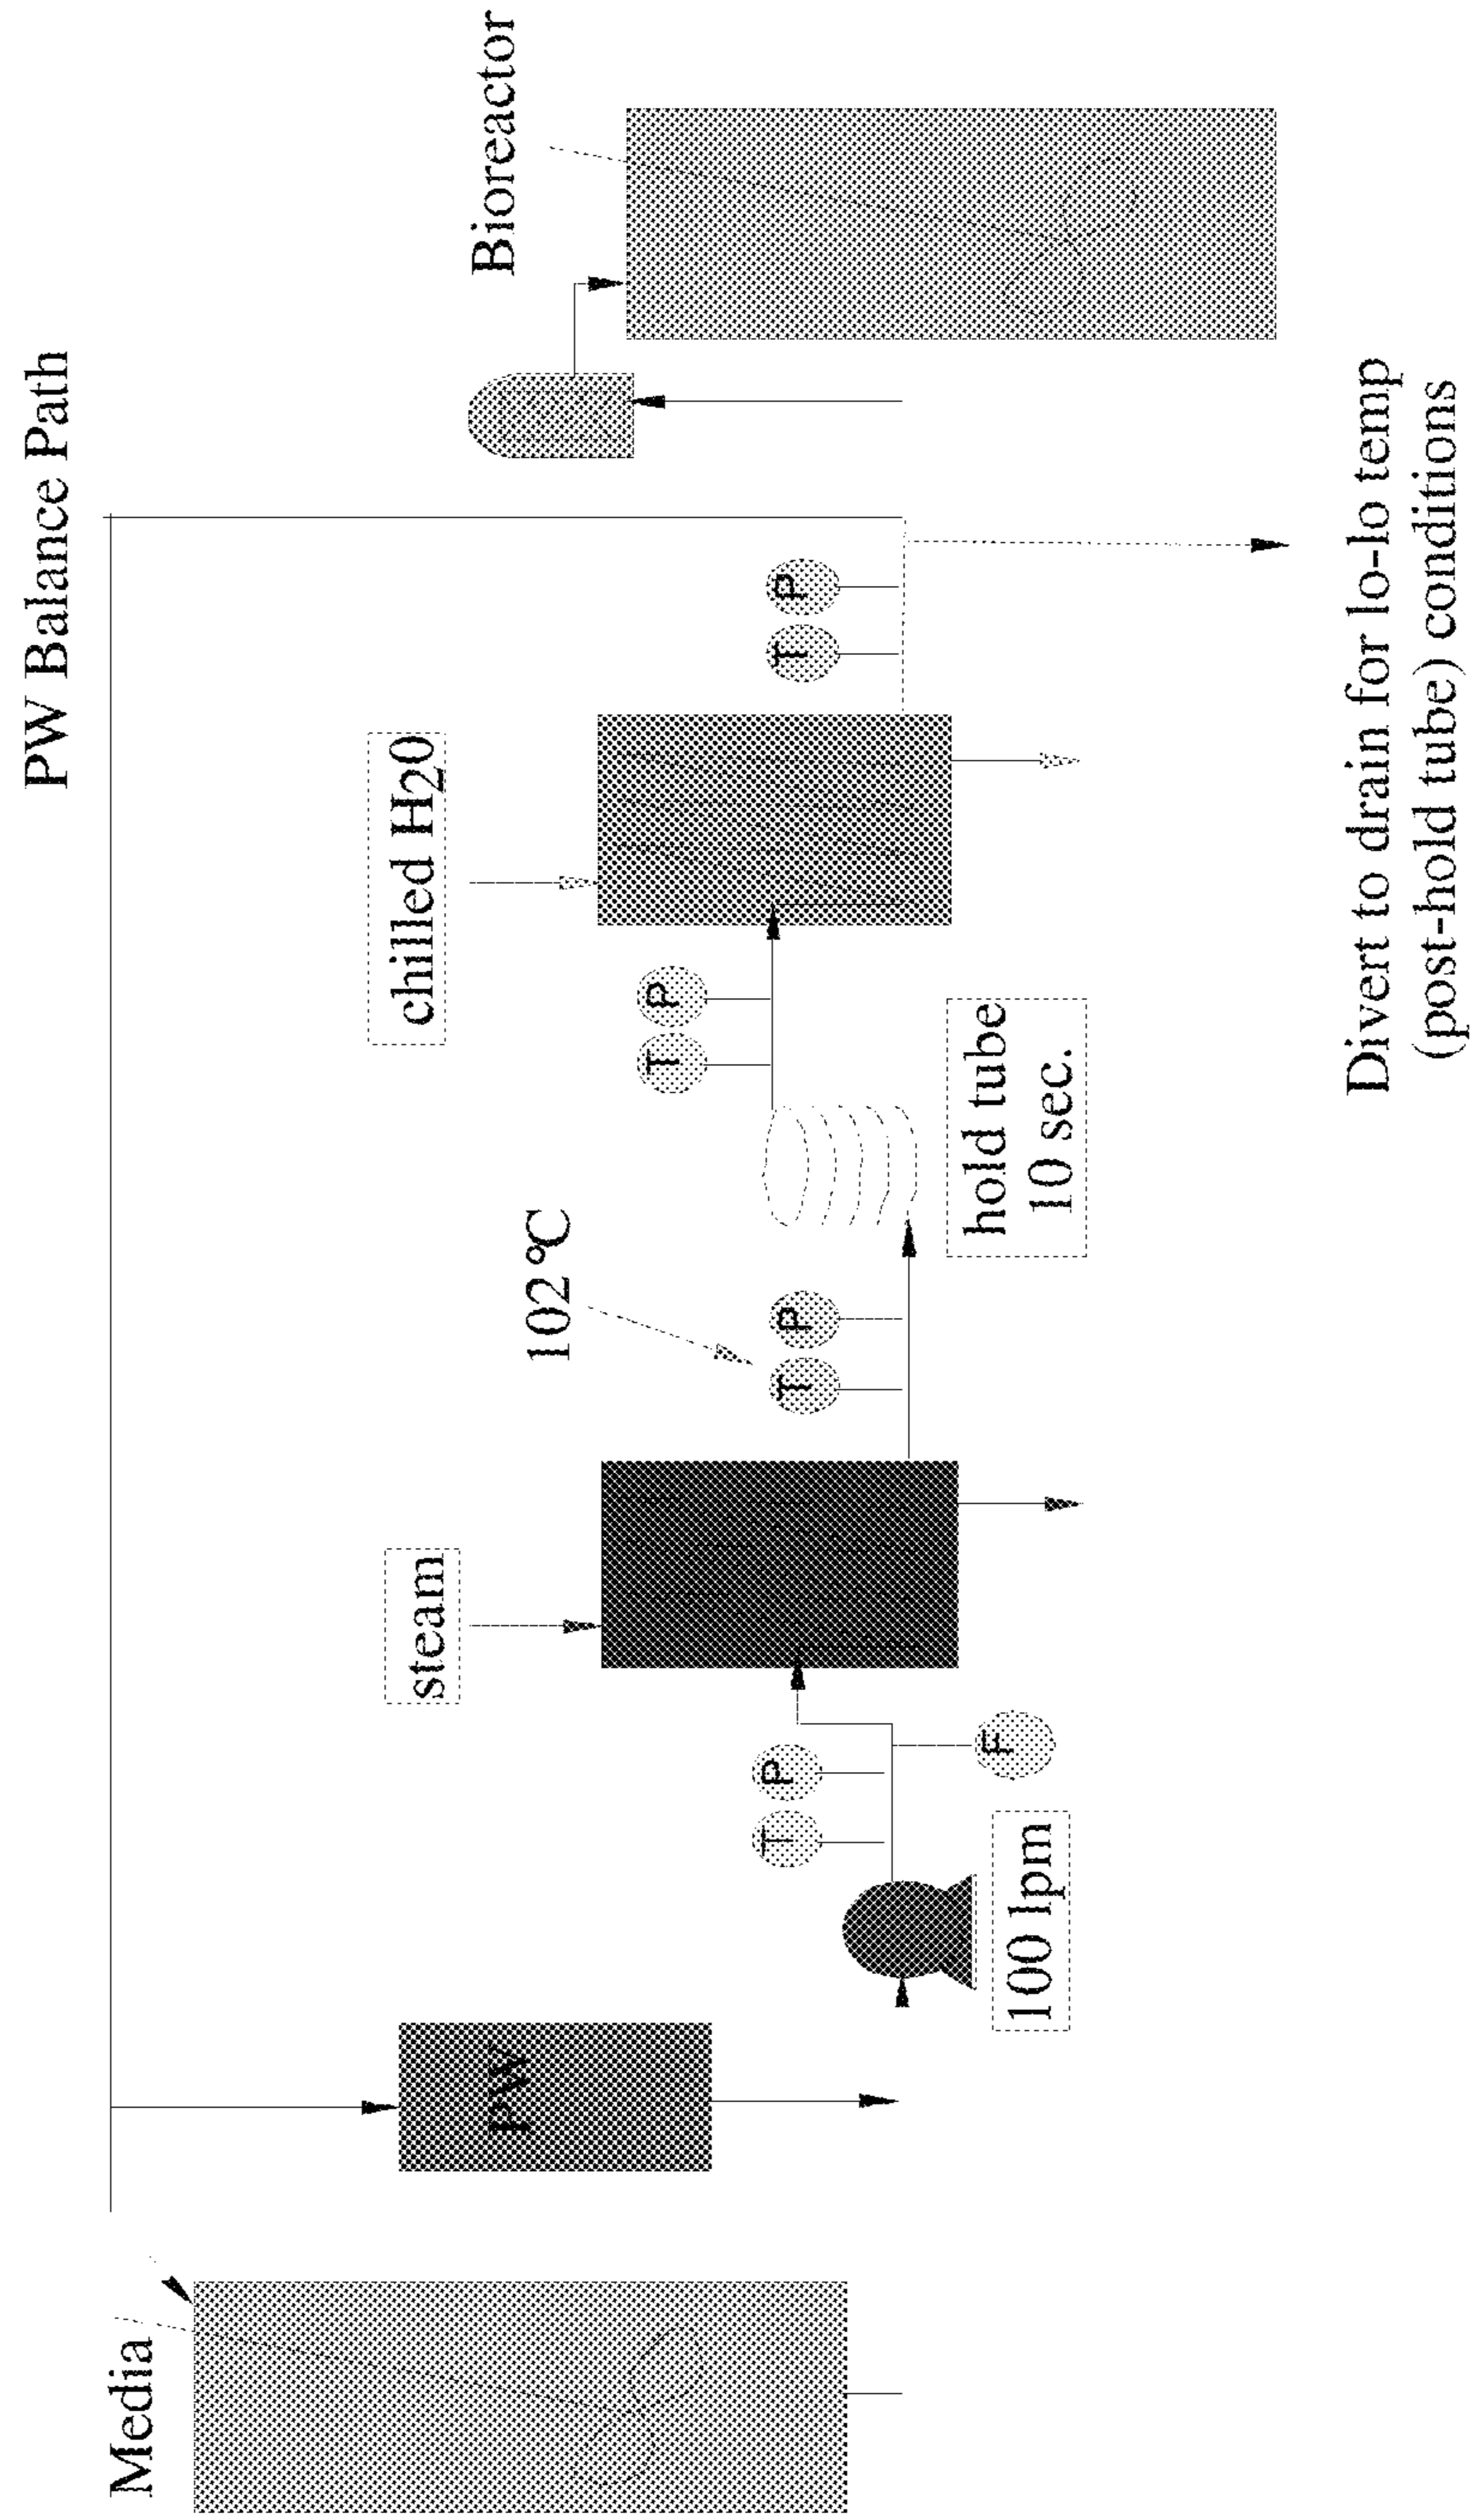 PW Balance Path
Media
PW
steam
102°C
chilled H20
Bioreactor
T P
T P
T P
T P
F
100 lpm
hold tube
10 sec.
Divert to drain for lo-lo temp
(post-hold tube) conditions